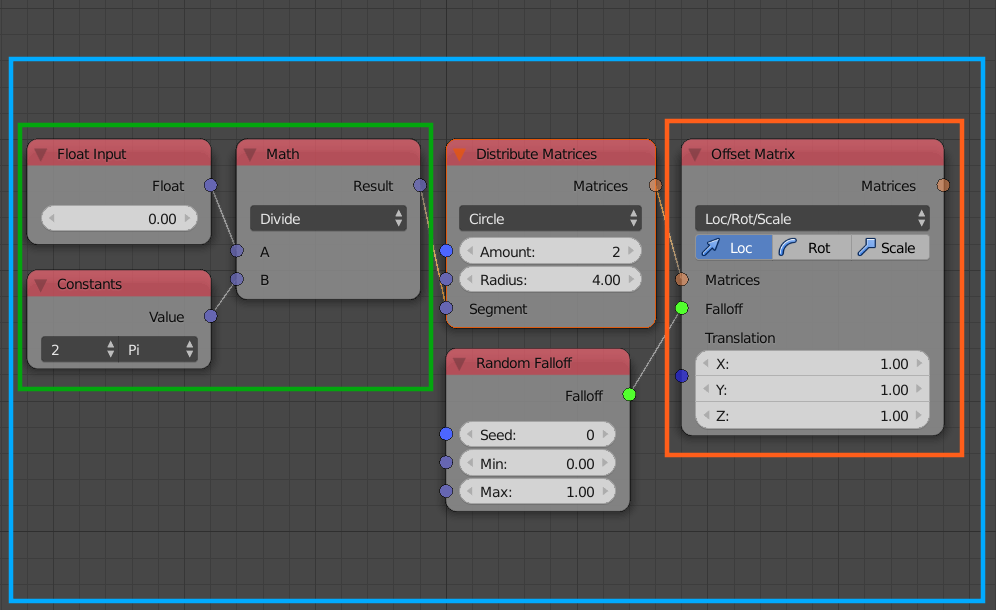 Float Input
Float
0.00
Constants
Value
2 Pi
Math
Result
Divide
A
B
Distribute Matrices
Matrices
Circle
Amount: 2
Radius: 4.00
Segment
Random Falloff
Falloff
Seed: 0
Min: 0.00
Max: 1.00
Offset Matrix
Matrices
Loc/Rot/Scale
Loc Rot Scale
Matrices
Falloff
Translation
X: 1.00
Y: 1.00
Z: 1.00